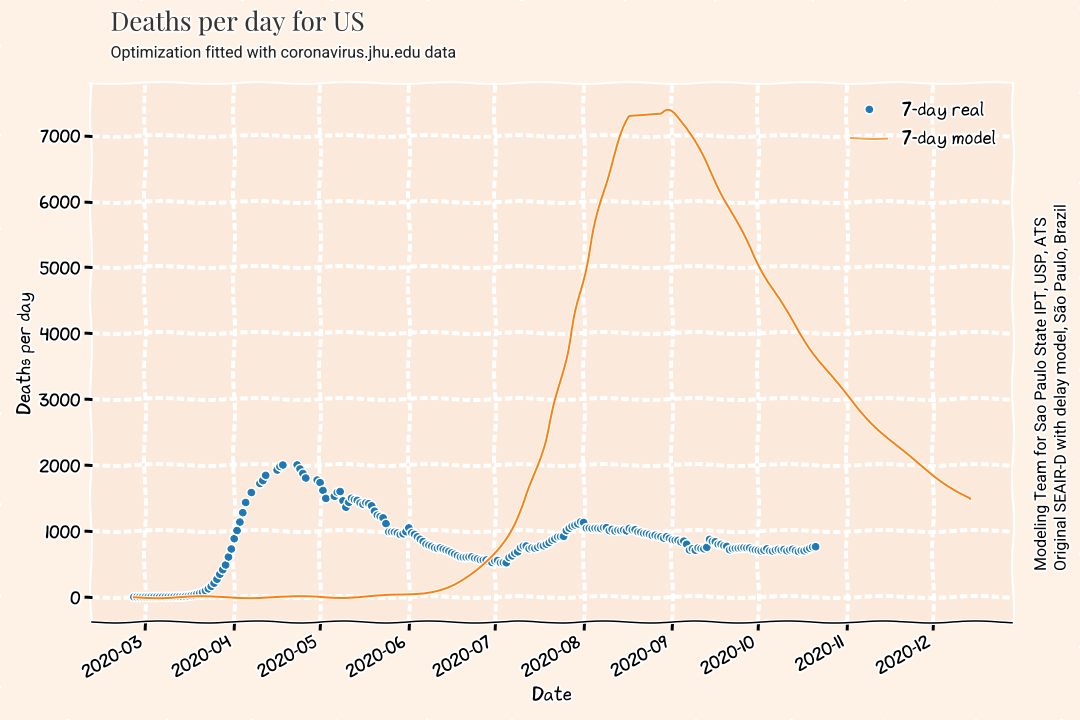 Deaths per day for US
Optimization fitted with coronavirus.jhu.edu data
7-day real
7-day model
7000
6000
5000
4000
3000
2000
1000
0
Deaths per day
2020-03
2020-04
2020-05
2020-06
2020-07
2020-08
2020-09
2020-10
2020-11
2020-12
Date
Modeling Team for Sao Paulo State IPT, USP, ATS
Original SEAIR-D with delay model, São Paulo, Brazil